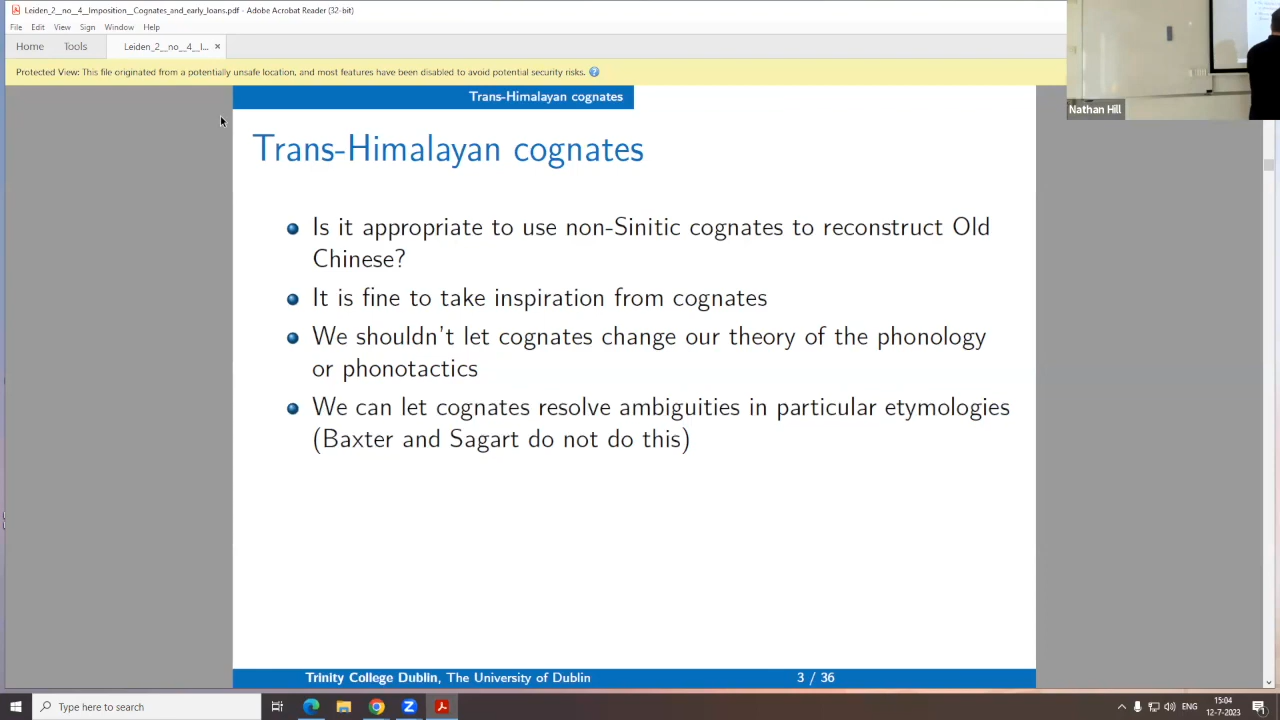 Leiden_2__no__4__Imposition__Cognates_and_early_loans.pdf - Adobe Acrobat Reader (32-bit)
File Edit View Sign Window Help
Home Tools Leiden_2__no__4__I... ×
Protected View: This file originated from a potentially unsafe location, and most features have been disabled to avoid potential security risks.
Nathan Hill
Trans-Himalayan cognates
Trans-Himalayan cognates
Is it appropriate to use non-Sinitic cognates to reconstruct Old
Chinese?
It is fine to take inspiration from cognates
We shouldn't let cognates change our theory of the phonology
or phonotactics
We can let cognates resolve ambiguities in particular etymologies
(Baxter and Sagart do not do this)
Trinity College Dublin, The University of Dublin 3 / 36
Type here to search
15:04
12-7-2023